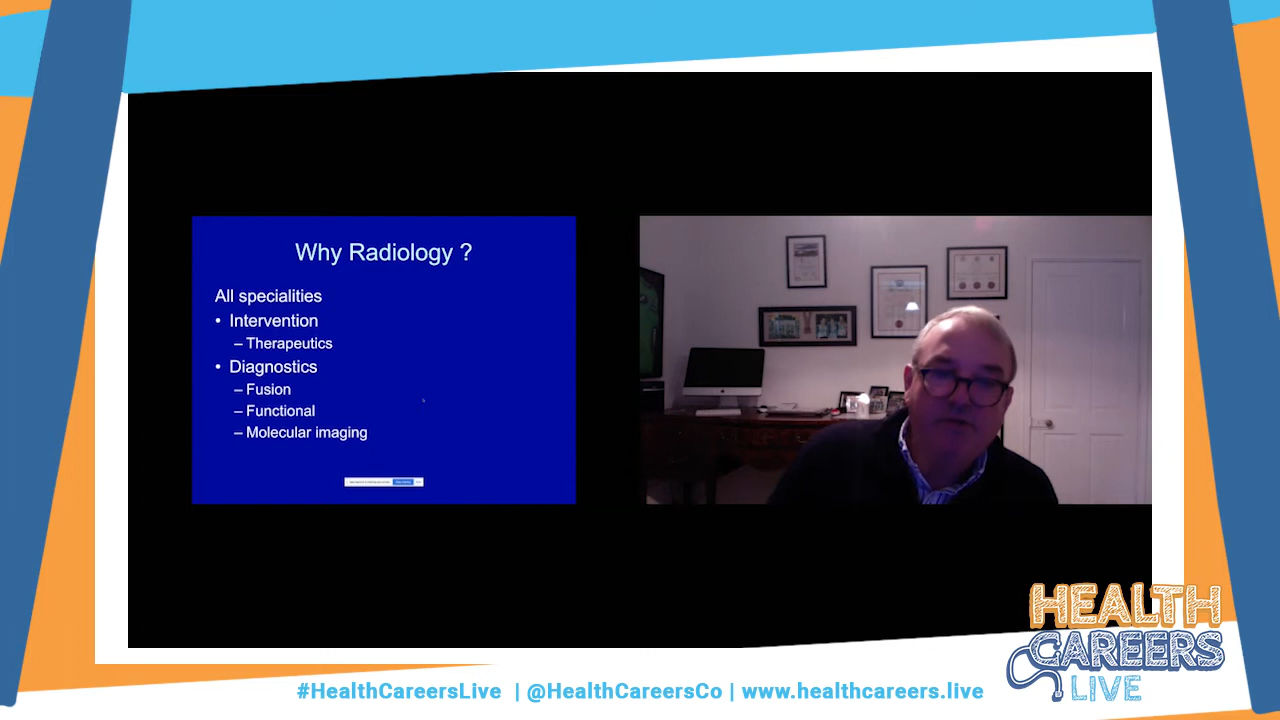 Why Radiology ?
All specialities
• Intervention
– Therapeutics
• Diagnostics
– Fusion
– Functional
– Molecular imaging
HEALTH
CAREERS
LIVE
#HealthCareersLive | @HealthCareersCo | www.healthcareers.live